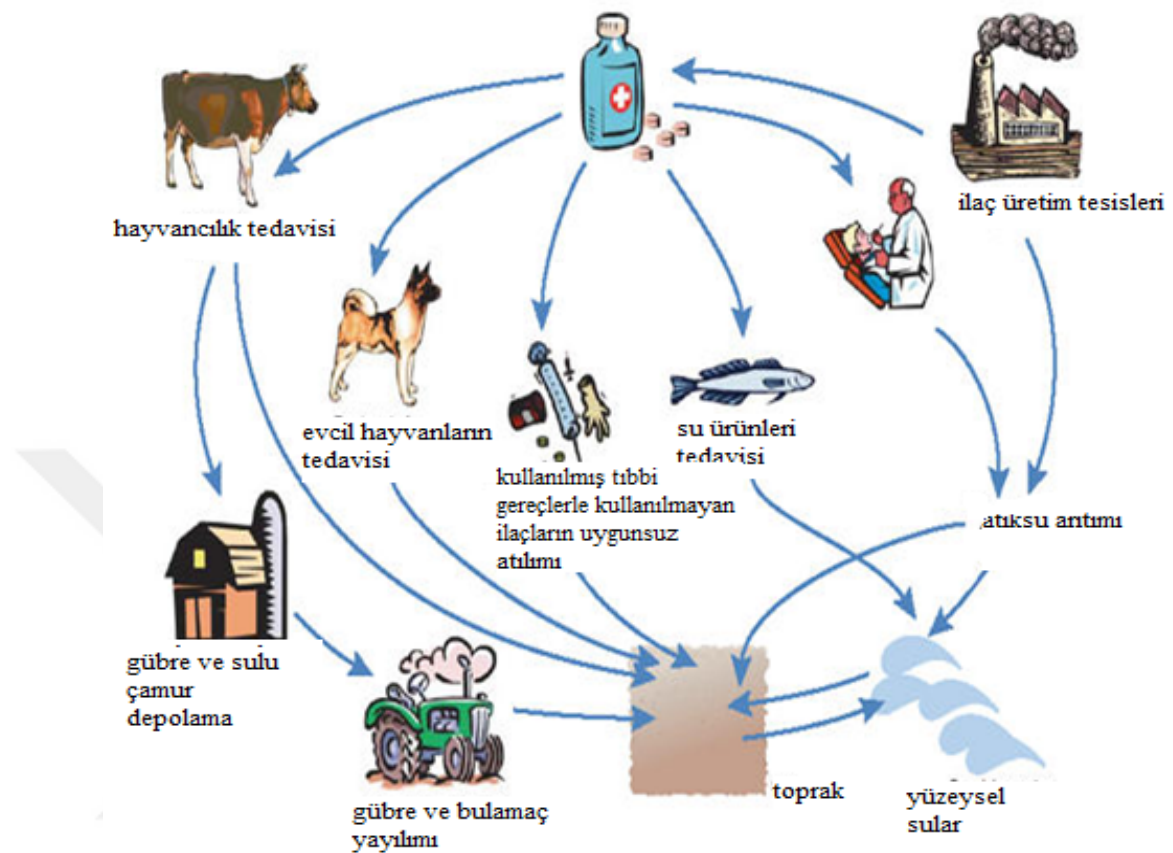 hayvancılık tedavisi
ilaç üretim tesisleri
evcil hayvanların
tedavisi
kullanılmış tıbbi
gereçlerle kullanılmayan
ilaçların uygunsuz
atılımı
su ürünleri
tedavisi
atıksu arıtımı
gübre ve sulu
çamur
depolama
gübre ve bulamaç
yayılımı
toprak
yüzeysel
sular